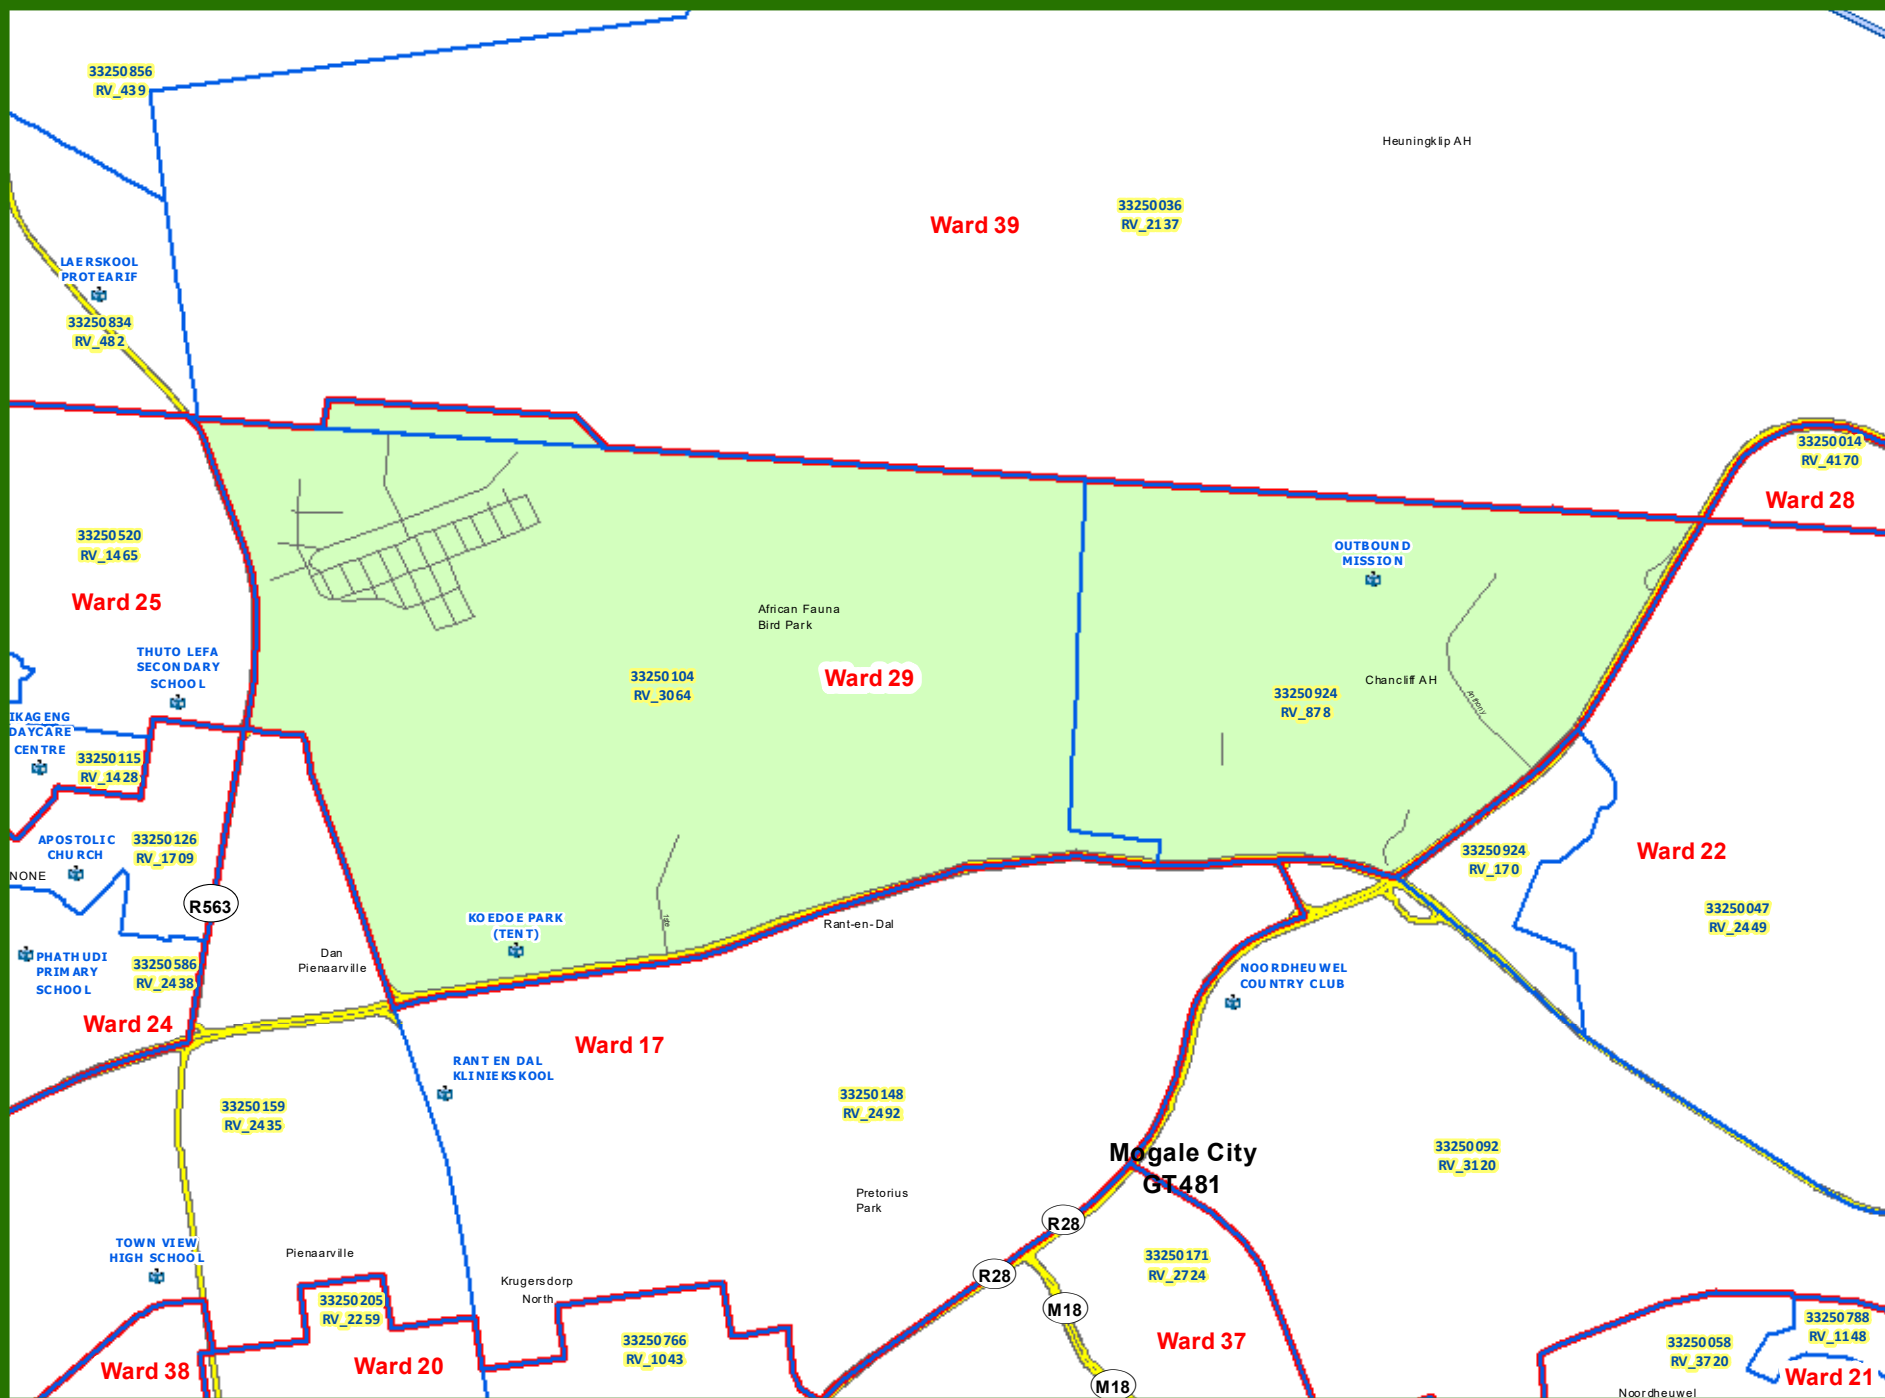 33250856
RV_439
Heuningklip AH
33250036
RV_2137
Ward 39
LAERSKOOL
PROTEARIF
33250834
RV_482
33250014
RV_4170
Ward 28
33250520
RV_1465
Ward 25
OUTBOUND
MISSION
African Fauna
Bird Park
THUTO LEFA
SECONDARY
SCHOOL
33250104
RV_3064
Ward 29
Chancliff AH
33250924
RV_878
Anthony
IKAGENG
DAYCARE
CENTRE
33250115
RV_1428
APOSTOLIC
CHURCH
33250126
RV_1709
NONE
33250924
RV_170
Ward 22
33250047
RV_2449
R563
KOEDOE PARK
(TENT)
Rant-en-Dal
Dan
Pienaarville
PHATHUDI
PRIMARY
SCHOOL
33250586
RV_2438
NOORDHEUWEL
COUNTRY CLUB
Ward 24
Ward 17
RANT EN DAL
KLINIEKSKOOL
33250159
RV_2435
33250148
RV_2492
33250092
RV_3120
Mogale City
GT481
Pretorius
Park
R28
TOWN VIEW
HIGH SCHOOL
Pienaarville
33250171
RV_2724
R28
Krugersdorp
North
33250205
RV_2259
M18
33250766
RV_1043
Ward 37
33250788
RV_1148
33250058
RV_3720
Ward 38
Ward 20
Ward 21
M18
Noordheuwel